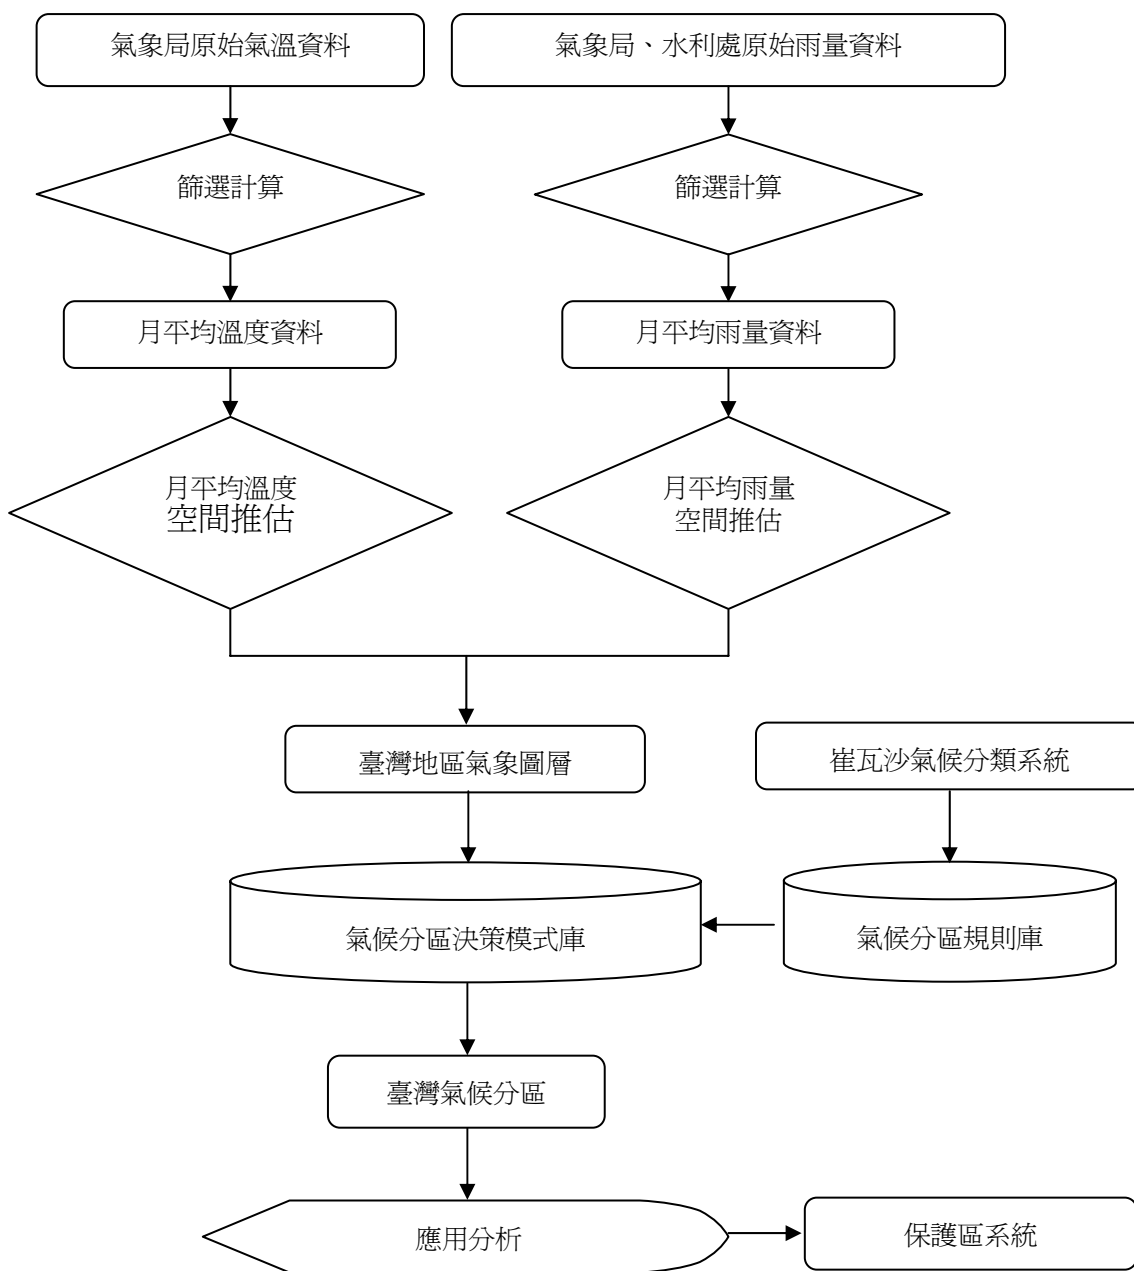 氣象局原始氣溫資料
氣象局、水利處原始雨量資料
篩選計算
篩選計算
月平均溫度資料
月平均雨量資料
月平均溫度
空間推估
月平均雨量
空間推估
臺灣地區氣象圖層
崔瓦沙氣候分類系統
氣候分區決策模式庫
氣候分區規則庫
臺灣氣候分區
應用分析
保護區系統